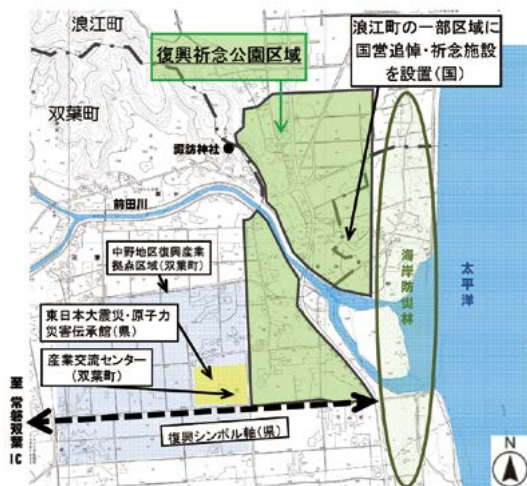 浪江町
双葉町
復興祈念公園区域
浪江町の一部区域に
国営追悼・祈念施設
を設置(国)
諏訪神社
前田川
中野地区復興産業
拠点区域(双葉町)
東日本大震災・原子力
災害伝承館(県)
産業交流センター
(双葉町)
海岸防災林
太平洋
至 常磐双葉IC
復興シンボル軸(県)
N